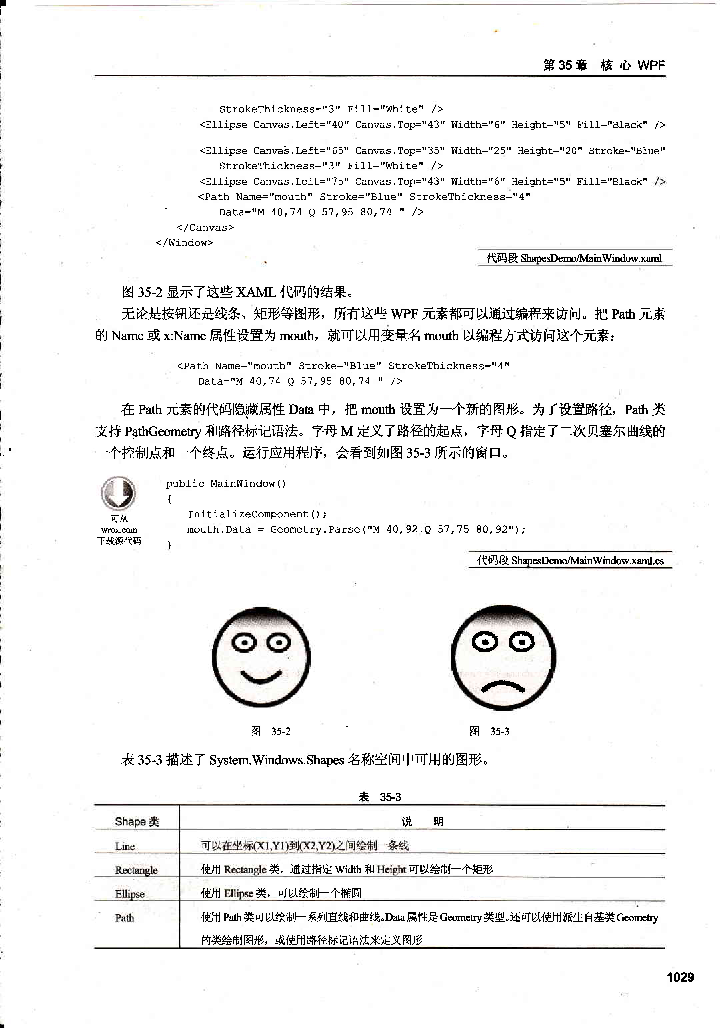 第 35 章 核 心 WPF
StrokeThickness="3" Fill="White" />
<Ellipse Canvas.Left="40" Canvas.Top="43" Width="6" Height="5" Fill="Black" />
<Ellipse Canvas.Left="65" Canvas.Top="35" Width="25" Height="20" Stroke="Blue"
StrokeThickness="3" Fill="White" />
<Ellipse Canvas.Left="75" Canvas.Top="43" Width="6" Height="5" Fill="Black" />
<Path Name="mouth" Stroke="Blue" StrokeThickness="4"
Data="M 40,74 Q 57,95 80,74 " />
</Canvas>
</Window>
代码段 ShapesDemo/MainWindow.xaml
图 35-2 显示了这些 XAML 代码的结果。
无论是按钮还是线条、矩形等图形，所有这些 WPF 元素都可以通过编程来访问。把 Path 元素
的 Name 或 x:Name 属性设置为 mouth，就可以用变量名 mouth 以编程方式访问这个元素：
<Path Name="mouth" Stroke="Blue" StrokeThickness="4"
Data="M 40,74 Q 57,95 80,74 " />
在 Path 元素的代码隐藏属性 Data 中，把 mouth 设置为一个新的图形。为了设置路径，Path 类
支持 PathGeometry 和路径标记语法。字母 M 定义了路径的起点，字母 Q 指定了二次贝塞尔曲线的
一个控制点和一个终点。运行应用程序，会看到如图 35-3 所示的窗口。
可从
wrox.com
下载源代码
public MainWindow()
{
InitializeComponent();
mouth.Data = Geometry.Parse("M 40,92 Q 57,75 80,92");
}
代码段 ShapesDemo/MainWindow.xaml.cs
图 35-2
图 35-3
表 35-3 描述了 System.Windows.Shapes 名称空间中可用的图形。
表 35-3
Shape 类 说 明
Line 可以在坐标(X1,Y1)到(X2,Y2)之间绘制一条线
Rectangle 使用 Rectangle 类，通过指定 Width 和 Height 可以绘制一个矩形
Ellipse 使用 Ellipse 类，可以绘制一个椭圆
Path 使用 Path 类可以绘制一系列直线和曲线。Data 属性是 Geometry 类型。还可以使用派生自基类 Geometry
的类绘制图形，或使用路径标记语法来定义图形
1029